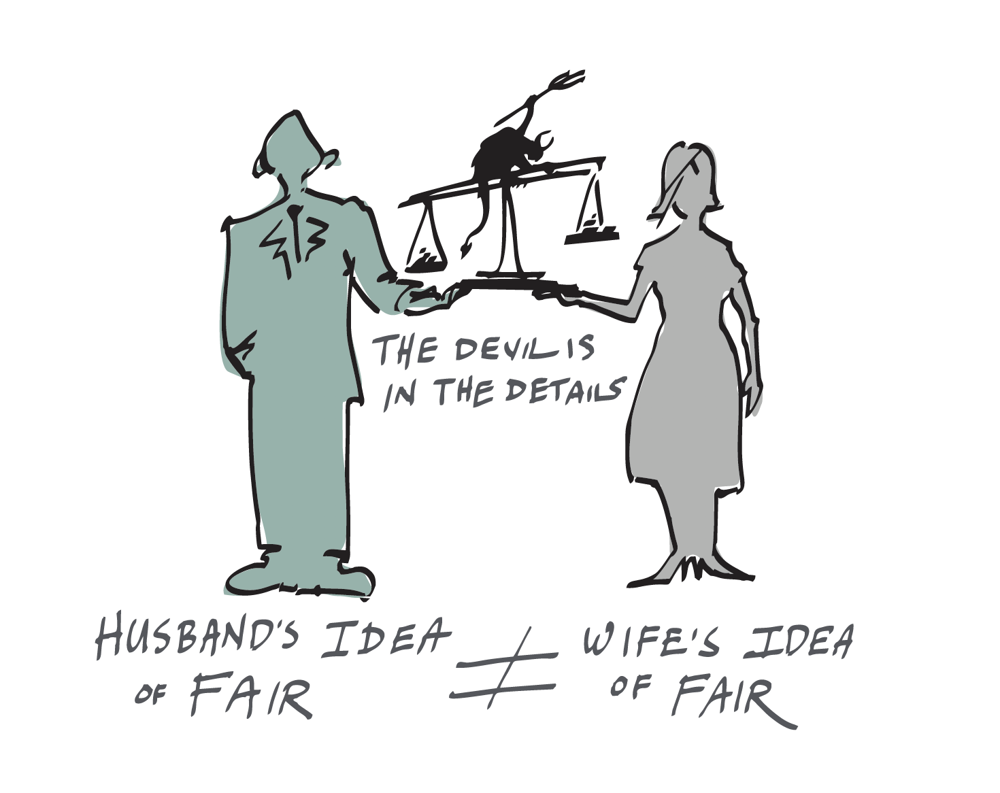 THE DEVIL IS
IN THE DETAILS
HUSBAND'S IDEA
OF FAIR
≠
WIFE'S IDEA
OF FAIR